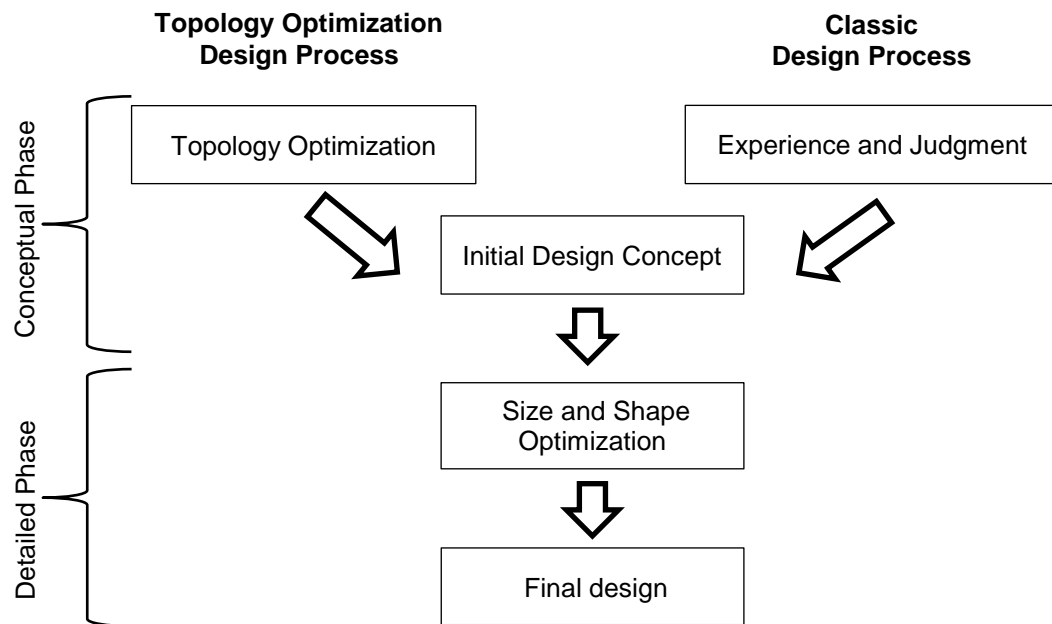 Topology Optimization
Design Process
Classic
Design Process
Conceptual Phase
Topology Optimization
Experience and Judgment
Initial Design Concept
Detailed Phase
Size and Shape
Optimization
Final design